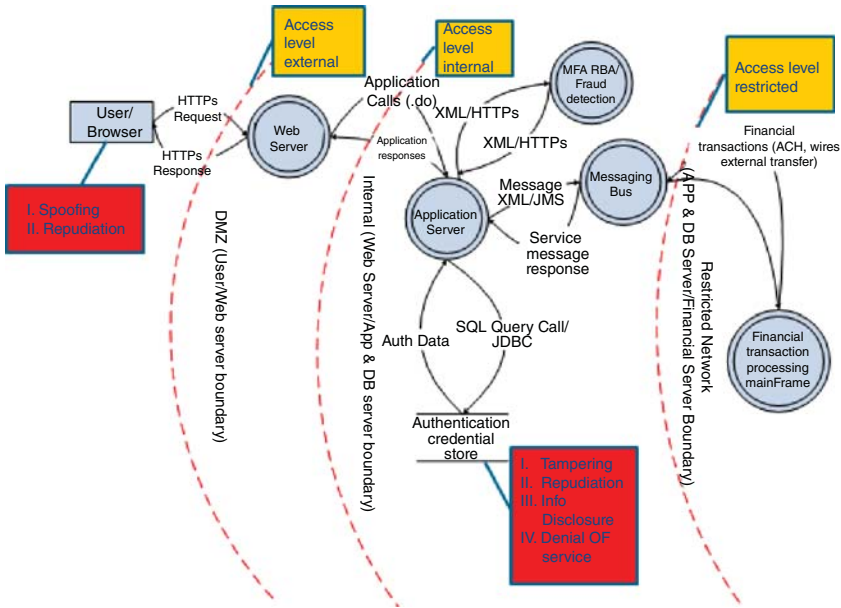 Access
level
external
Access
level
internal
Access level
restricted
MFA RBA/
Fraud
detection
User/
Browser
HTTPs
Request
HTTPs
Response
Web
Server
Application
Calls (.do)
Application
responses
XML/HTTPs
XML/HTTPs
Financial
transactions (ACH, wires
external transfer)
Messaging
Bus
Message
XML/JMS
Service
message
response
Application
Server
I. Spoofing
II. Repudiation
DMZ (User/Web server boundary)
Internal (Web Server/App & DB server boundary)
Restricted Network
(APP & DB Server/Financial Server Boundary)
Auth Data
SQL Query Call/
JDBC
Financial
transaction
processing
mainFrame
Authentication
credential
store
I. Tampering
II. Repudiation
III. Info
Disclosure
IV. Denial OF
service